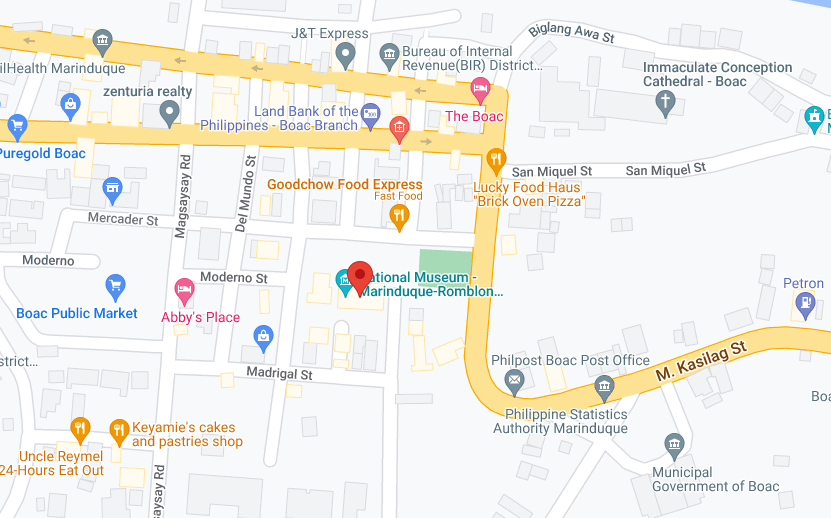 Biglang Awa St
J&T Express
Bureau of Internal
Revenue(BIR) District...
ilHealth Marinduque
Immaculate Conception
Cathedral - Boac
zenturia realty
The Boac
Land Bank of the
Philippines - Boac Branch
Puregold Boac
San Miquel St
San Miquel St
Goodchow Food Express
Fast Food
Lucky Food Haus
"Brick Oven Pizza"
Magsaysay Rd
Del Mundo St
Mercader St
Moderno
Moderno St
ational Museum -
Marinduque-Romblon...
Petron
Boac Public Market
Abby's Place
M. Kasilag St
strict...
Madrigal St
Philpost Boac Post Office
Philippine Statistics
Authority Marinduque
Boa
Keyamie's cakes
and pastries shop
Uncle Reymel
24-Hours Eat Out
Municipal
Government of Boac
saysay Rd